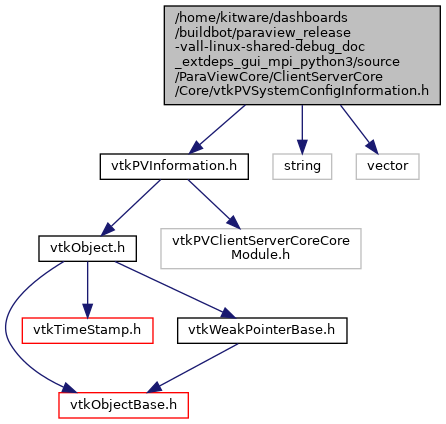 /home/kitware/dashboards
/buildbot/paraview_release
-vall-linux-shared-debug_doc
_extdeps_gui_mpi_python3/source
/ParaViewCore/ClientServerCore
/Core/vtkPVSystemConfigInformation.h
vtkPVInformation.h
string
vector
vtkObject.h
vtkPVClientServerCoreCore
Module.h
vtkTimeStamp.h
vtkWeakPointerBase.h
vtkObjectBase.h